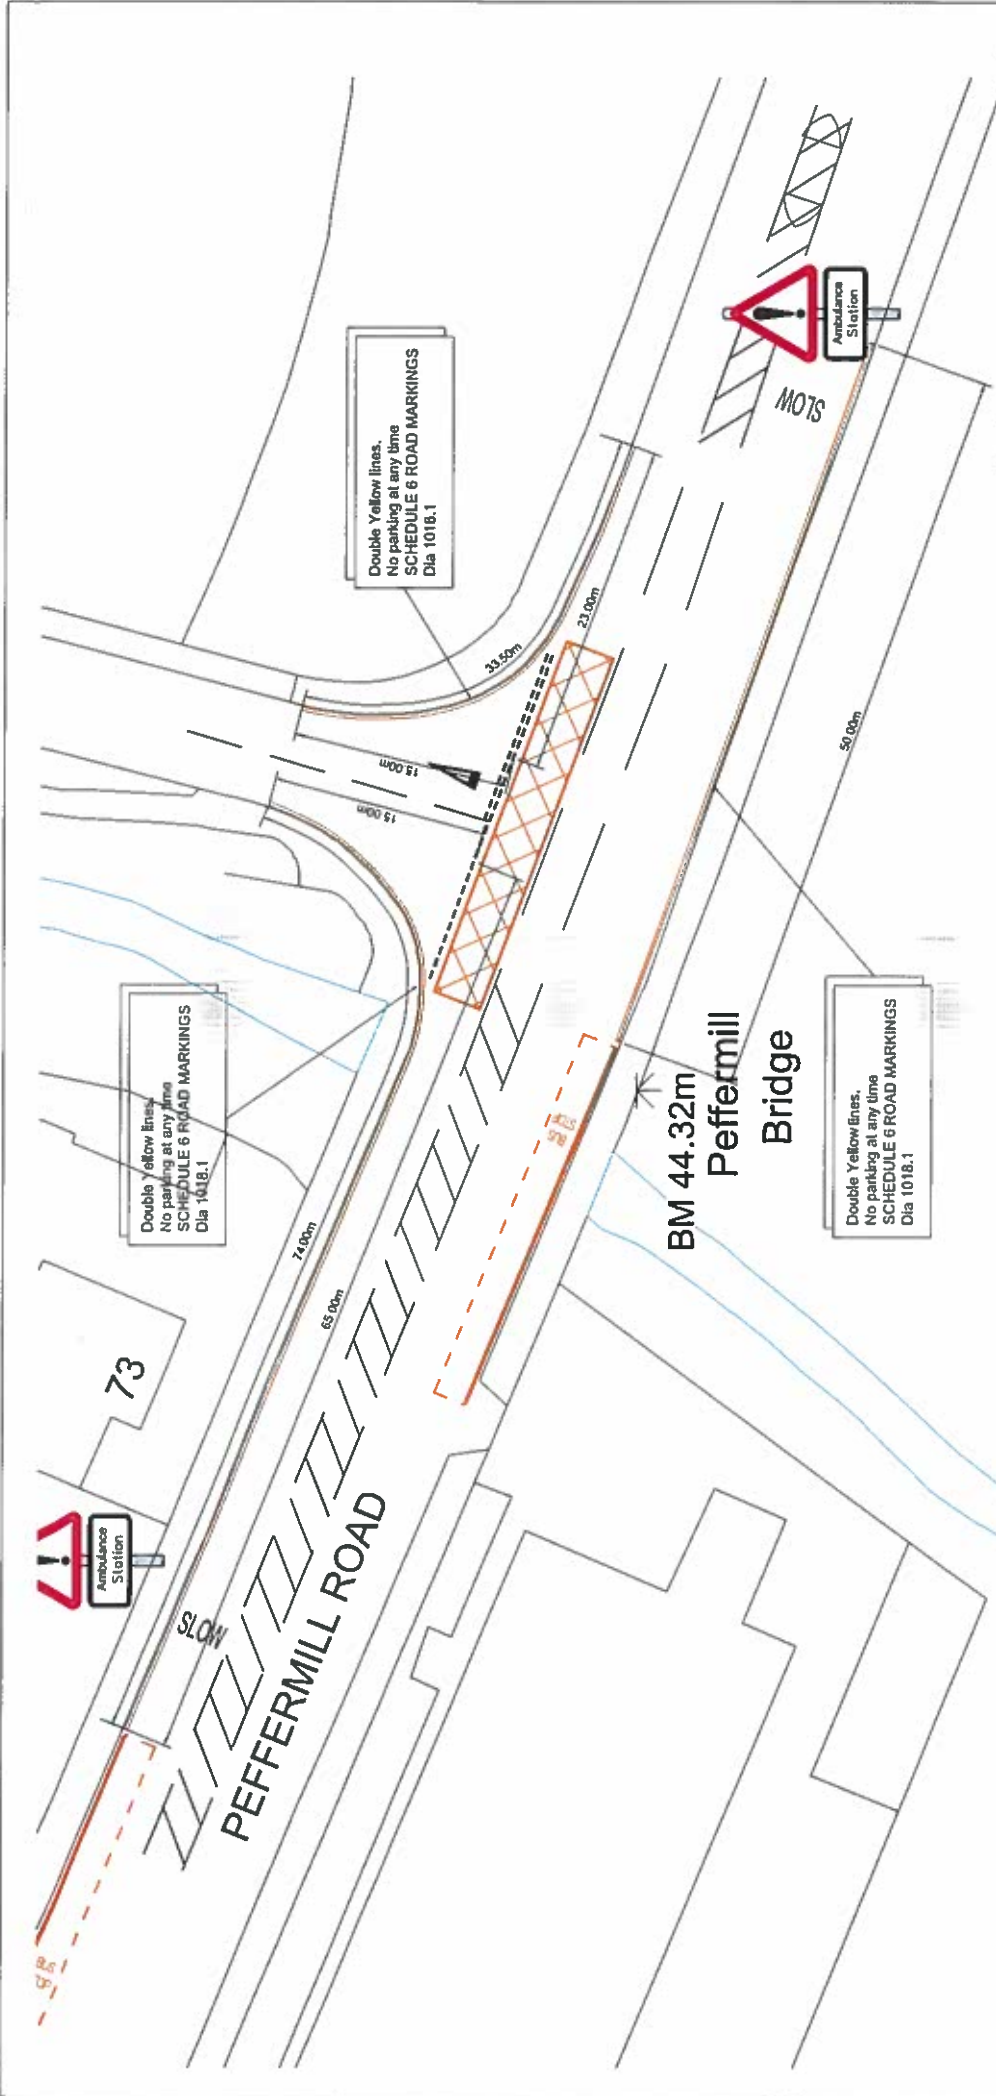 Double Yellow lines.
No parking at any time
SCHEDULE 6 ROAD MARKINGS
Dia 1018.1
Double Yellow lines.
No parking at any time
SCHEDULE 6 ROAD MARKINGS
Dia 1018.1
Double Yellow lines.
No parking at any time
SCHEDULE 6 ROAD MARKINGS
Dia 1018.1
Ambulance
Station
SLOW
Ambulance
Station
SLOW
73
74.00m
65.00m
15.00m
15.00m
33.50m
23.00m
50.00m
PEFFERMILL ROAD
BUS
STOP
BM 44.32m
Peffermill
Bridge
BUS